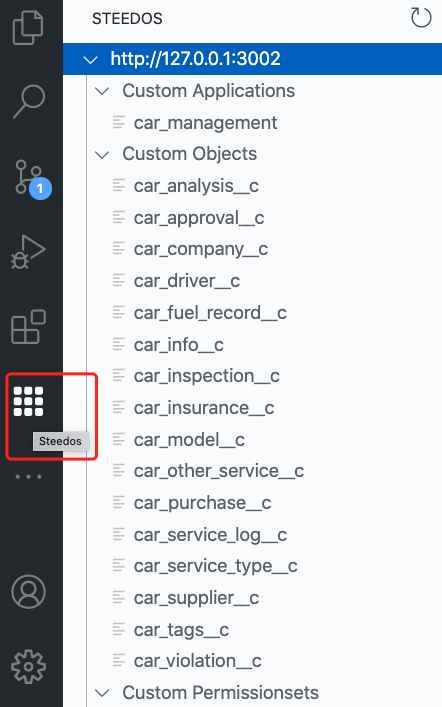 STEEDOS
http://127.0.0.1:3002
Custom Applications
car_management
Custom Objects
car_analysis__c
1
car_approval__c
car_company__c
car_driver__c
car_fuel_record__c
car_info__c
car_inspection__c
car_insurance__c
car_model__c
Steedos
car_other_service__c
car_purchase__c
car_service_log__c
car_service_type__c
car_supplier__c
car_tags__c
car_violation__c
Custom Permissionsets